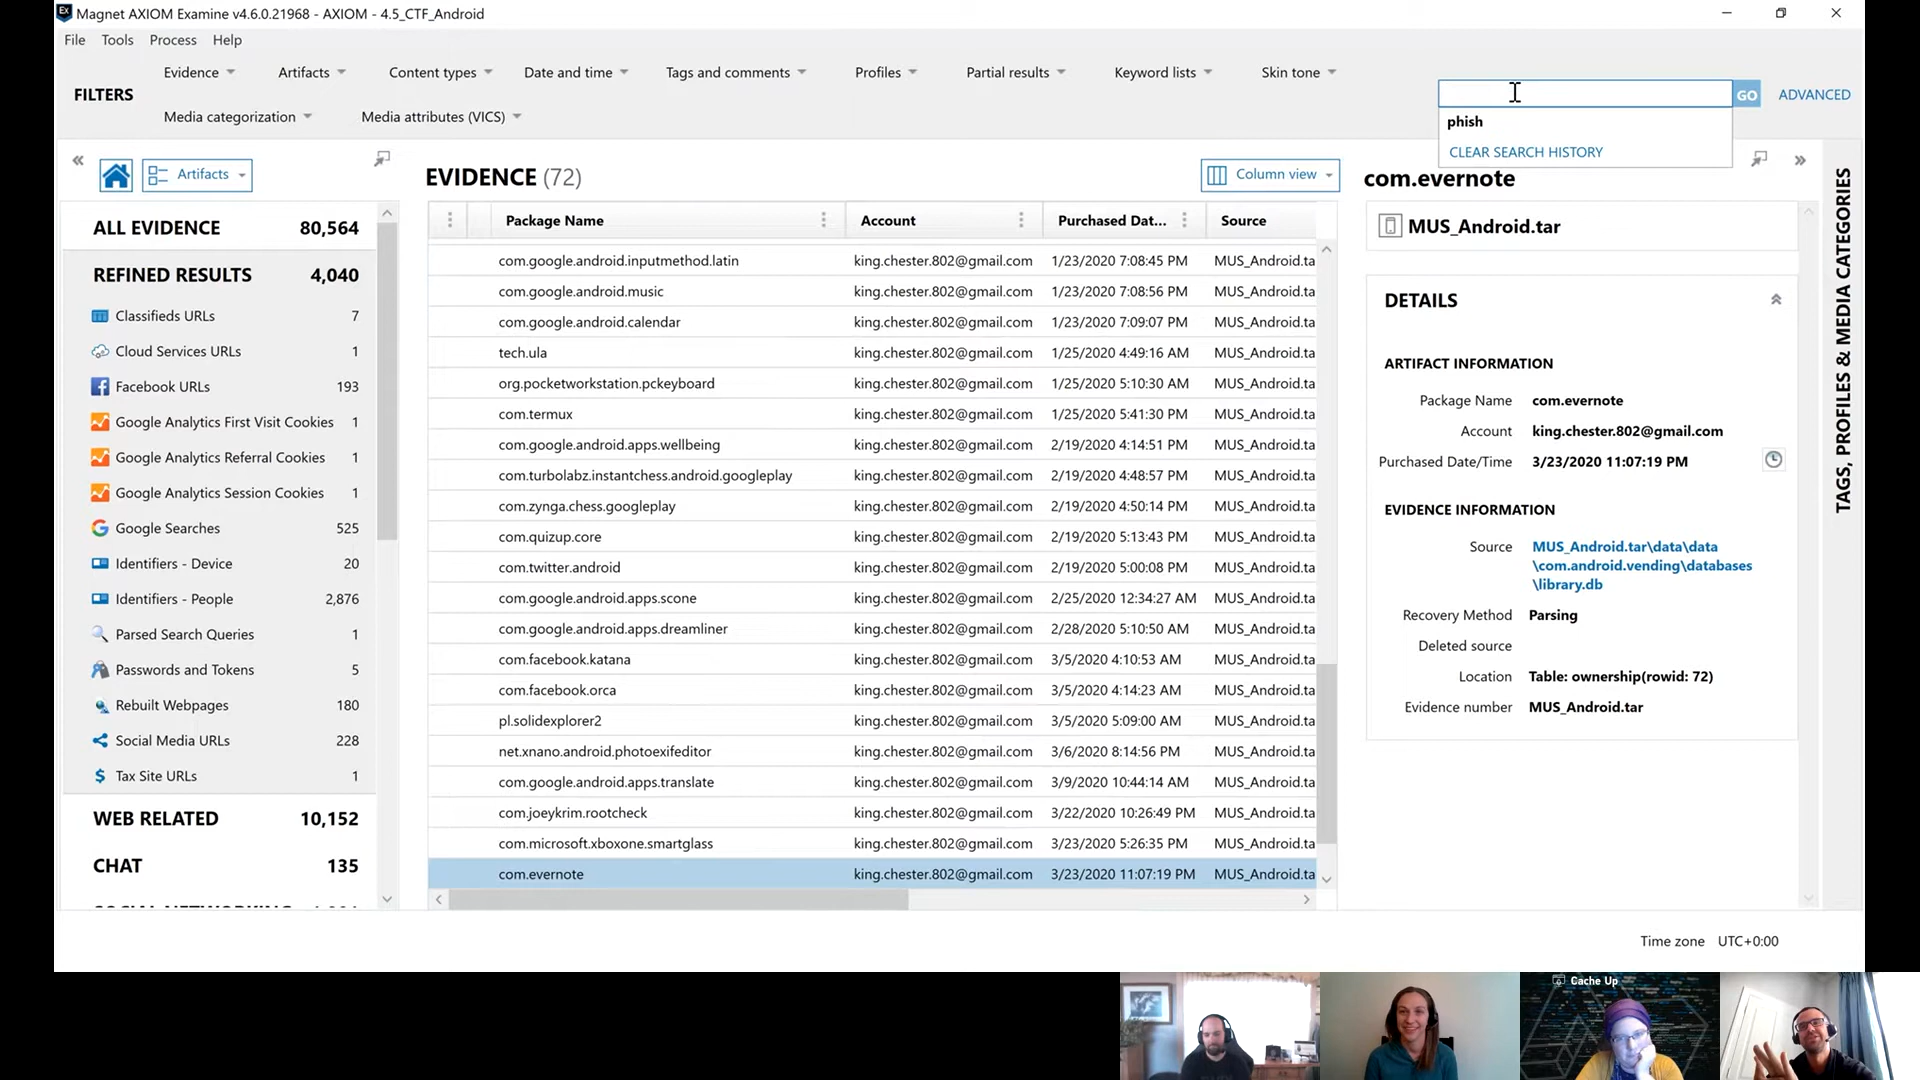 Magnet AXIOM Examine v4.6.0.21968 - AXIOM - 4.5_CTF_Android
File Tools Process Help
FILTERS
Evidence Artifacts Content types Date and time Tags and comments Profiles Partial results Keyword lists Skin tone
Media categorization Media attributes (VICS)
GO ADVANCED
phish
CLEAR SEARCH HISTORY
Artifacts
ALL EVIDENCE 80,564
REFINED RESULTS 4,040
Classifieds URLs 7
Cloud Services URLs 1
Facebook URLs 193
Google Analytics First Visit Cookies 1
Google Analytics Referral Cookies 1
Google Analytics Session Cookies 1
Google Searches 525
Identifiers - Device 20
Identifiers - People 2,876
Parsed Search Queries 1
Passwords and Tokens 5
Rebuilt Webpages 180
Social Media URLs 228
Tax Site URLs 1
WEB RELATED 10,152
CHAT 135
EVIDENCE (72)
Column view
Package Name Account Purchased Dat... Source
com.google.android.inputmethod.latin king.chester.802@gmail.com 1/23/2020 7:08:45 PM MUS_Android.ta
com.google.android.music king.chester.802@gmail.com 1/23/2020 7:08:56 PM MUS_Android.ta
com.google.android.calendar king.chester.802@gmail.com 1/23/2020 7:09:07 PM MUS_Android.ta
tech.ula king.chester.802@gmail.com 1/25/2020 4:49:16 AM MUS_Android.ta
org.pocketworkstation.pckeyboard king.chester.802@gmail.com 1/25/2020 5:10:30 AM MUS_Android.ta
com.termux king.chester.802@gmail.com 1/25/2020 5:41:30 PM MUS_Android.ta
com.google.android.apps.wellbeing king.chester.802@gmail.com 2/19/2020 4:14:51 PM MUS_Android.ta
com.turbolabz.instantchess.android.googleplay king.chester.802@gmail.com 2/19/2020 4:48:57 PM MUS_Android.ta
com.zynga.chess.googleplay king.chester.802@gmail.com 2/19/2020 4:50:14 PM MUS_Android.ta
com.quizup.core king.chester.802@gmail.com 2/19/2020 5:13:43 PM MUS_Android.ta
com.twitter.android king.chester.802@gmail.com 2/19/2020 5:00:08 PM MUS_Android.ta
com.google.android.apps.scone king.chester.802@gmail.com 2/25/2020 12:34:27 AM MUS_Android.ta
com.google.android.apps.dreamliner king.chester.802@gmail.com 2/28/2020 5:10:50 AM MUS_Android.ta
com.facebook.katana king.chester.802@gmail.com 3/5/2020 4:10:53 AM MUS_Android.ta
com.facebook.orca king.chester.802@gmail.com 3/5/2020 4:14:23 AM MUS_Android.ta
pl.solidexplorer2 king.chester.802@gmail.com 3/5/2020 5:09:00 AM MUS_Android.ta
net.xnano.android.photoexifeditor king.chester.802@gmail.com 3/6/2020 8:14:56 PM MUS_Android.ta
com.google.android.apps.translate king.chester.802@gmail.com 3/9/2020 10:44:14 AM MUS_Android.ta
com.joeykrim.rootcheck king.chester.802@gmail.com 3/22/2020 10:26:49 PM MUS_Android.ta
com.microsoft.xboxone.smartglass king.chester.802@gmail.com 3/23/2020 5:26:35 PM MUS_Android.ta
com.evernote king.chester.802@gmail.com 3/23/2020 11:07:19 PM MUS_Android.ta
com.evernote
MUS_Android.tar
DETAILS
ARTIFACT INFORMATION
Package Name com.evernote
Account king.chester.802@gmail.com
Purchased Date/Time 3/23/2020 11:07:19 PM
EVIDENCE INFORMATION
Source MUS_Android.tar\data\data
\com.android.vending\databases
\library.db
Recovery Method Parsing
Deleted source
Location Table: ownership(rowid: 72)
Evidence number MUS_Android.tar
TAGS, PROFILES & MEDIA CATEGORIES
Time zone UTC+0:00
Cache Up